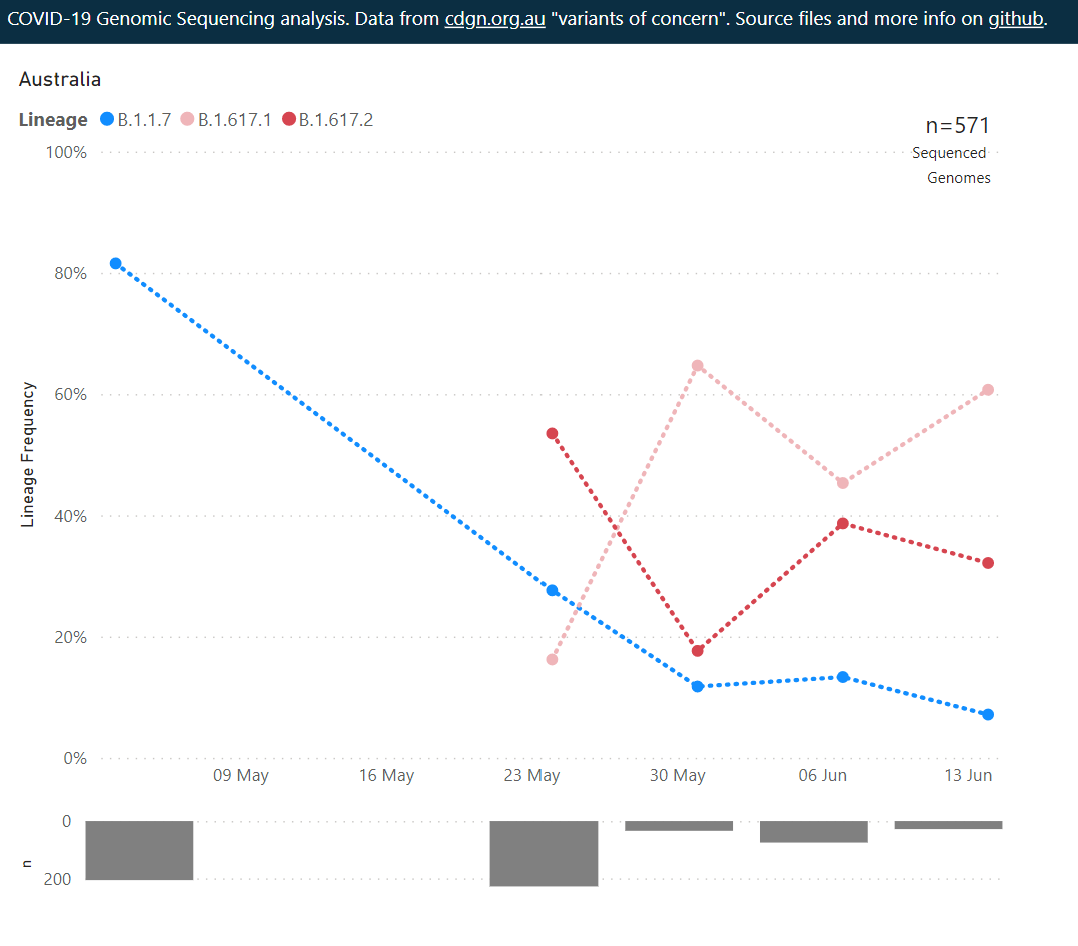 COVID-19 Genomic Sequencing analysis. Data from cdgn.org.au "variants of concern". Source files and more info on github.
Australia
Lineage B.1.1.7 B.1.617.1 B.1.617.2
n=571
Sequenced
Genomes
100%
80%
60%
40%
20%
0%
Lineage Frequency
09 May 16 May 23 May 30 May 06 Jun 13 Jun
0
200
n